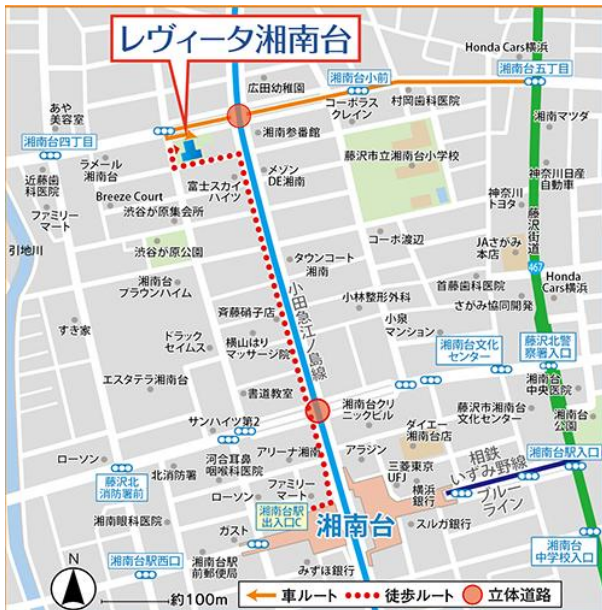 レヴィータ湘南台
広田幼稚園
Honda Cars横浜
湘南台小前
湘南台五丁目
コーポラス
クレイン
村岡歯科医院
あや
美容室
湘南台四丁目
湘南参番館
湘南マツダ
藤沢市立湘南台小学校
ラメール
湘南台
近藤歯
科医院
メゾン
DE湘南
富士スカイ
ハイツ
神奈川日産
自動車
神奈川
トヨタ
Breeze Court
渋谷が原集会所
ファミリー
マート
藤沢街道
引地川
渋谷が原公園
コーポ渡辺
JAさがみ
本店
タウンコート
湘南
467
湘南台
ブラウンハイム
小田急江ノ島線
首藤歯科医院
Honda
Cars横浜
小林整形外科
さがみ協同開発
斉藤硝子店
小泉
マンション
すき家
ドラック
セイムス
横山はり
マッサージ院
湘南台文化
センター
藤沢北警
察署入口
エスタテラ湘南台
湘南台
中央医院
書道教室
湘南台クリ
ニックビル
藤沢市湘南台
文化センター
湘南台
公園
サンハイツ第2
ダイエー
湘南台店
湘南台駅入口
ローソン
河合耳鼻
咽喉科医院
アリーナ湘南
アラジン
相鉄
いずみ野線
北消防署
三菱東京
UFJ
藤沢北
消防署前
ファミリー
マート
横浜
銀行
ブルー
ライン
ローソン
湘南台駅
出入口C
湘南台
湘南眼科医院
スルガ銀行
ガスト
湘南台
中学校入口
湘南台駅西口
湘南台駅
前郵便局
みずほ銀行
N
約100m
車ルート
徒歩ルート
立体道路